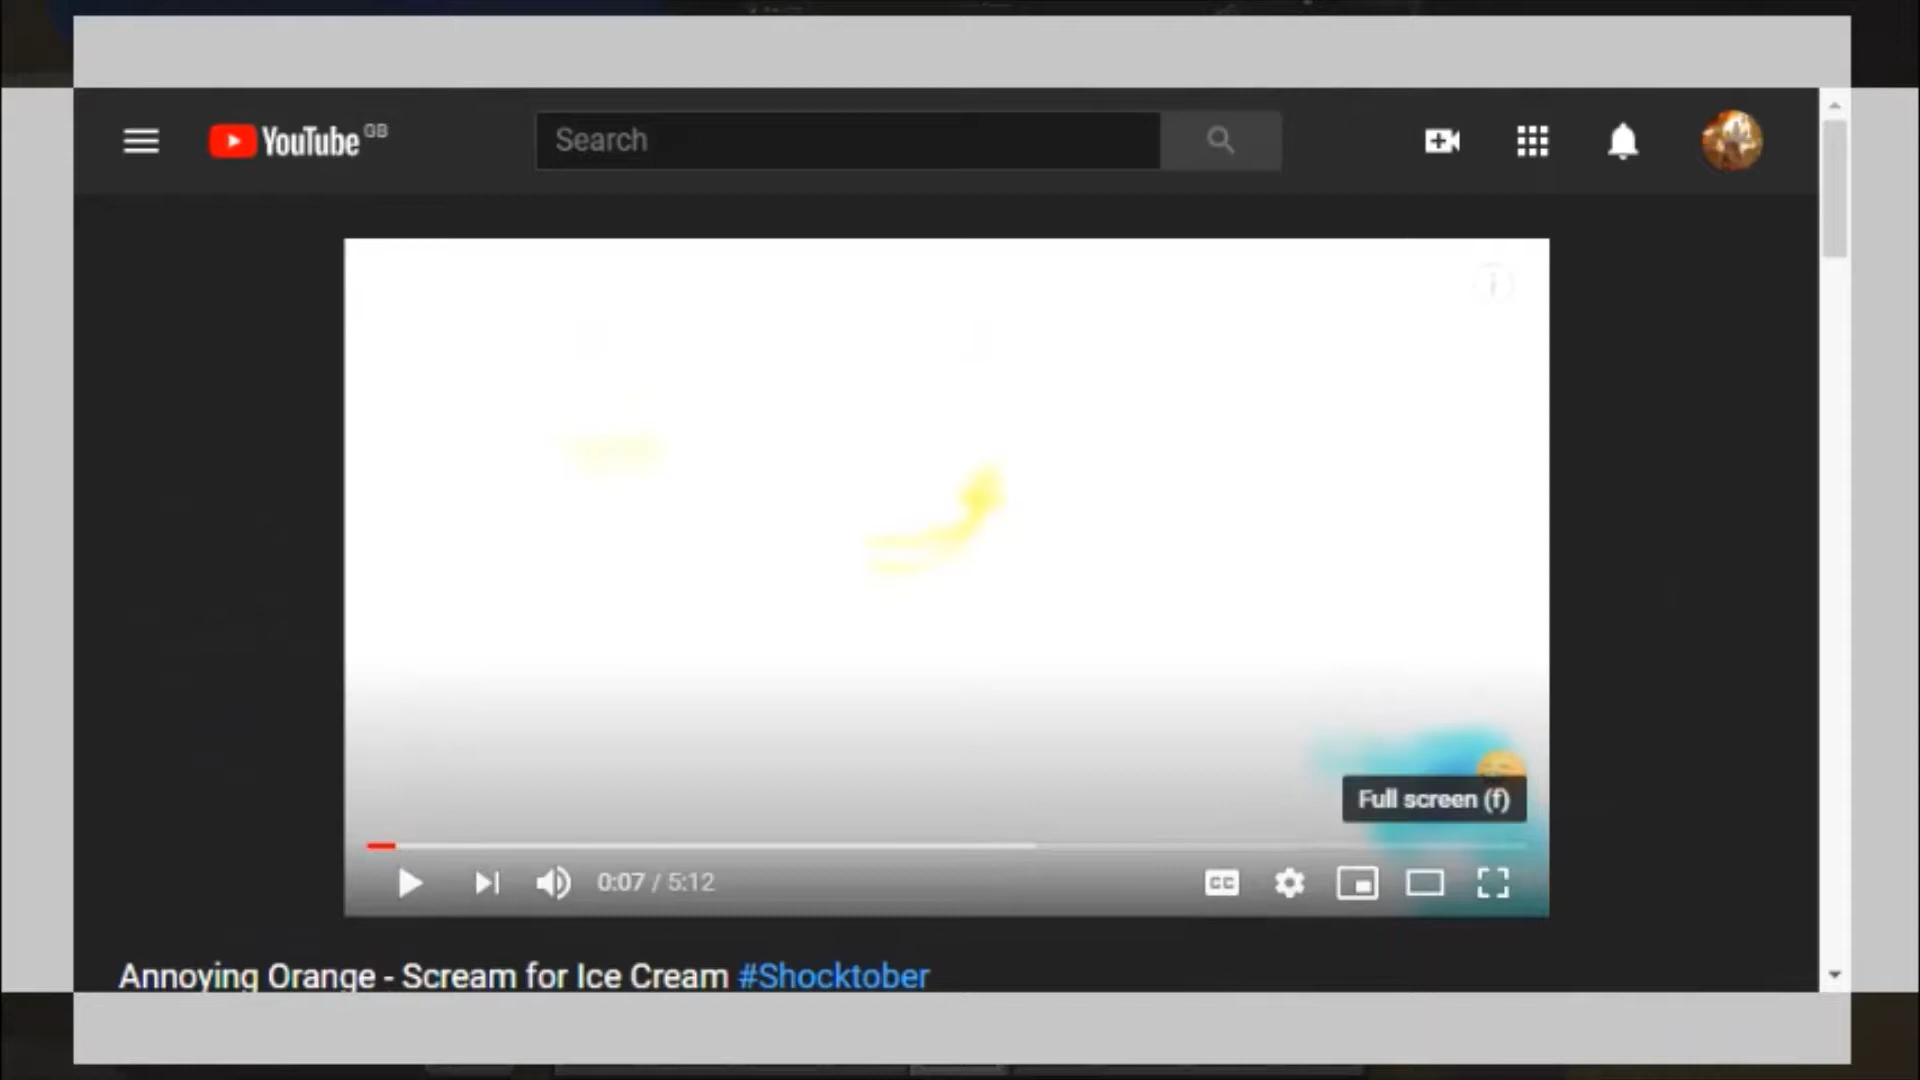 YouTube GB
Search
Full screen (f)
0:07 / 5:12
CC
Annoying Orange - Scream for Ice Cream #Shocktober